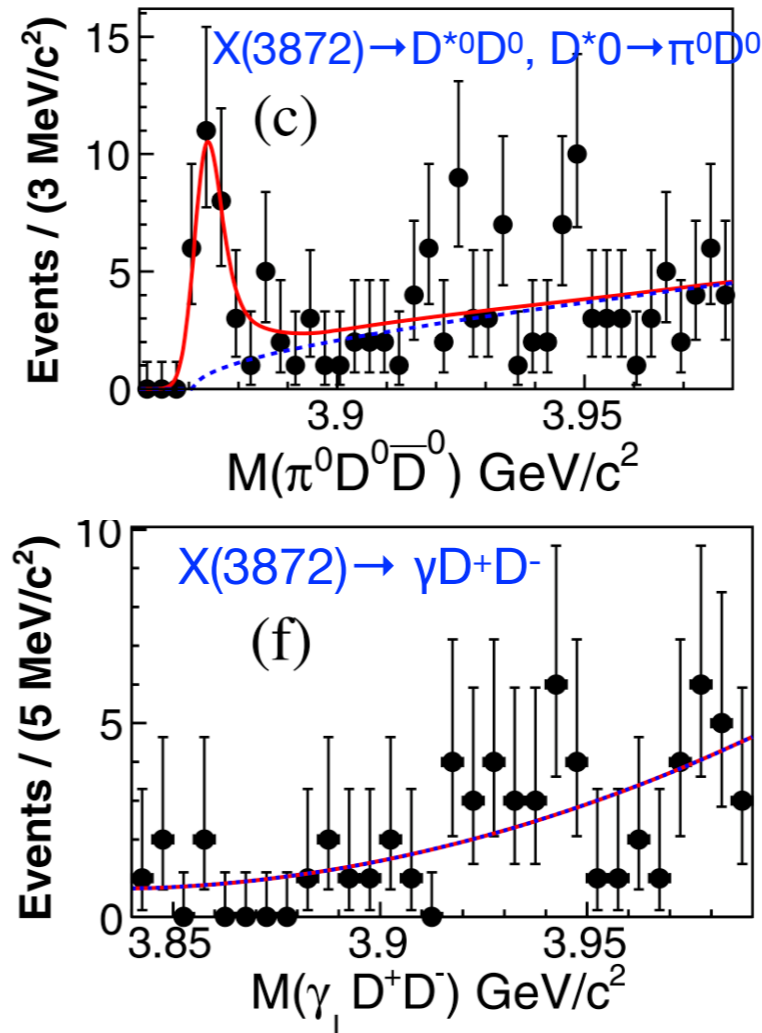 X(3872)→D*⁰D⁰, D*0→π⁰D⁰
(c)
Events / (3 MeV/c²)
15
10
5
0
3.9 3.95
M(π⁰D⁰D̅⁰) GeV/c²
X(3872)→ γD⁺D⁻
(f)
Events / (5 MeV/c²)
10
5
0
3.85 3.9 3.95
M(γ_L D⁺D⁻) GeV/c²